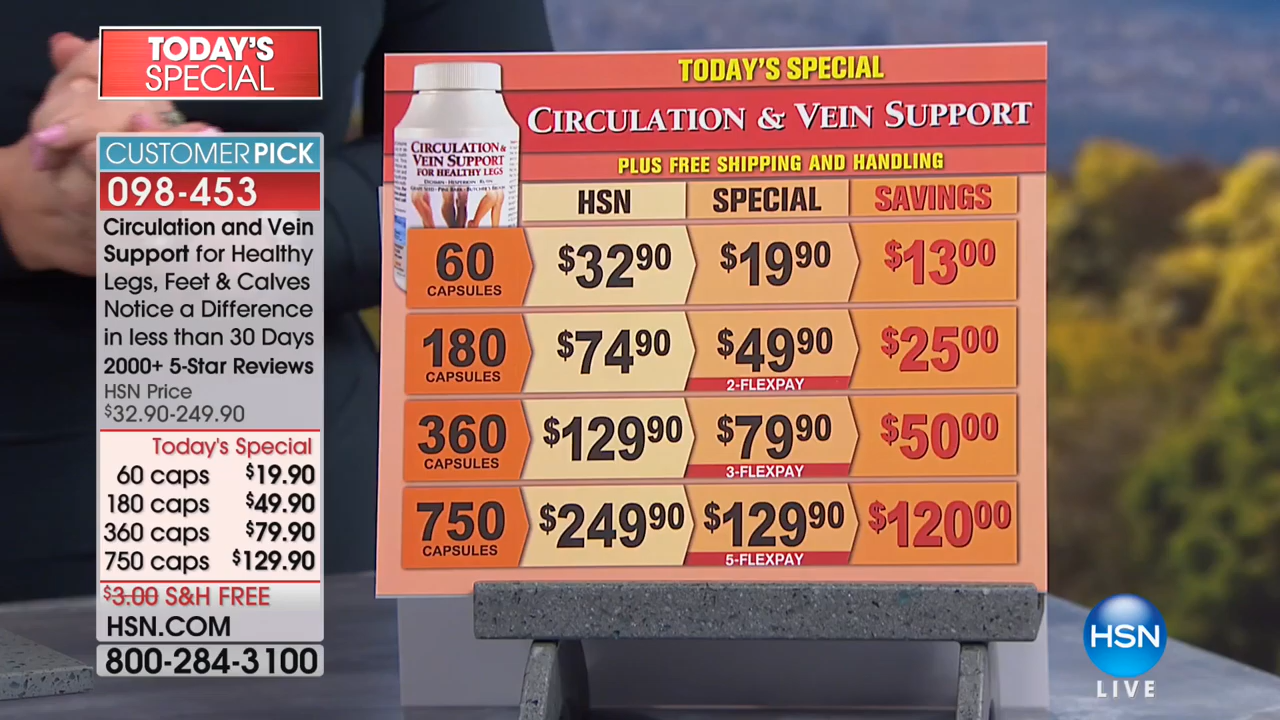 TODAY'S
SPECIAL
CUSTOMER PICK
098-453
Circulation and Vein
Support for Healthy
Legs, Feet & Calves
Notice a Difference
in less than 30 Days
2000+ 5-Star Reviews
HSN Price
$32.90-249.90
Today's Special
60 caps $19.90
180 caps $49.90
360 caps $79.90
750 caps $129.90
$3.00 S&H FREE
HSN.COM
800-284-3100
TODAY'S SPECIAL
CIRCULATION & VEIN SUPPORT
PLUS FREE SHIPPING AND HANDLING
CIRCULATION &
VEIN SUPPORT
FOR HEALTHY LEGS
HSN SPECIAL SAVINGS
60 CAPSULES $32.90 $19.90 $13.00
180 CAPSULES $74.90 $49.90 $25.00
2-FLEXPAY
360 CAPSULES $129.90 $79.90 $50.00
3-FLEXPAY
750 CAPSULES $249.90 $129.90 $120.00
5-FLEXPAY
HSN
LIVE